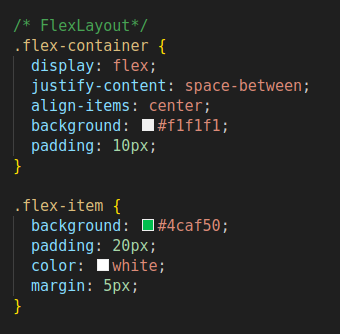 /* FlexLayout*/
.flex-container {
  display: flex;
  justify-content: space-between;
  align-items: center;
  background: #f1f1f1;
  padding: 10px;
}

.flex-item {
  background: #4caf50;
  padding: 20px;
  color: white;
  margin: 5px;
}